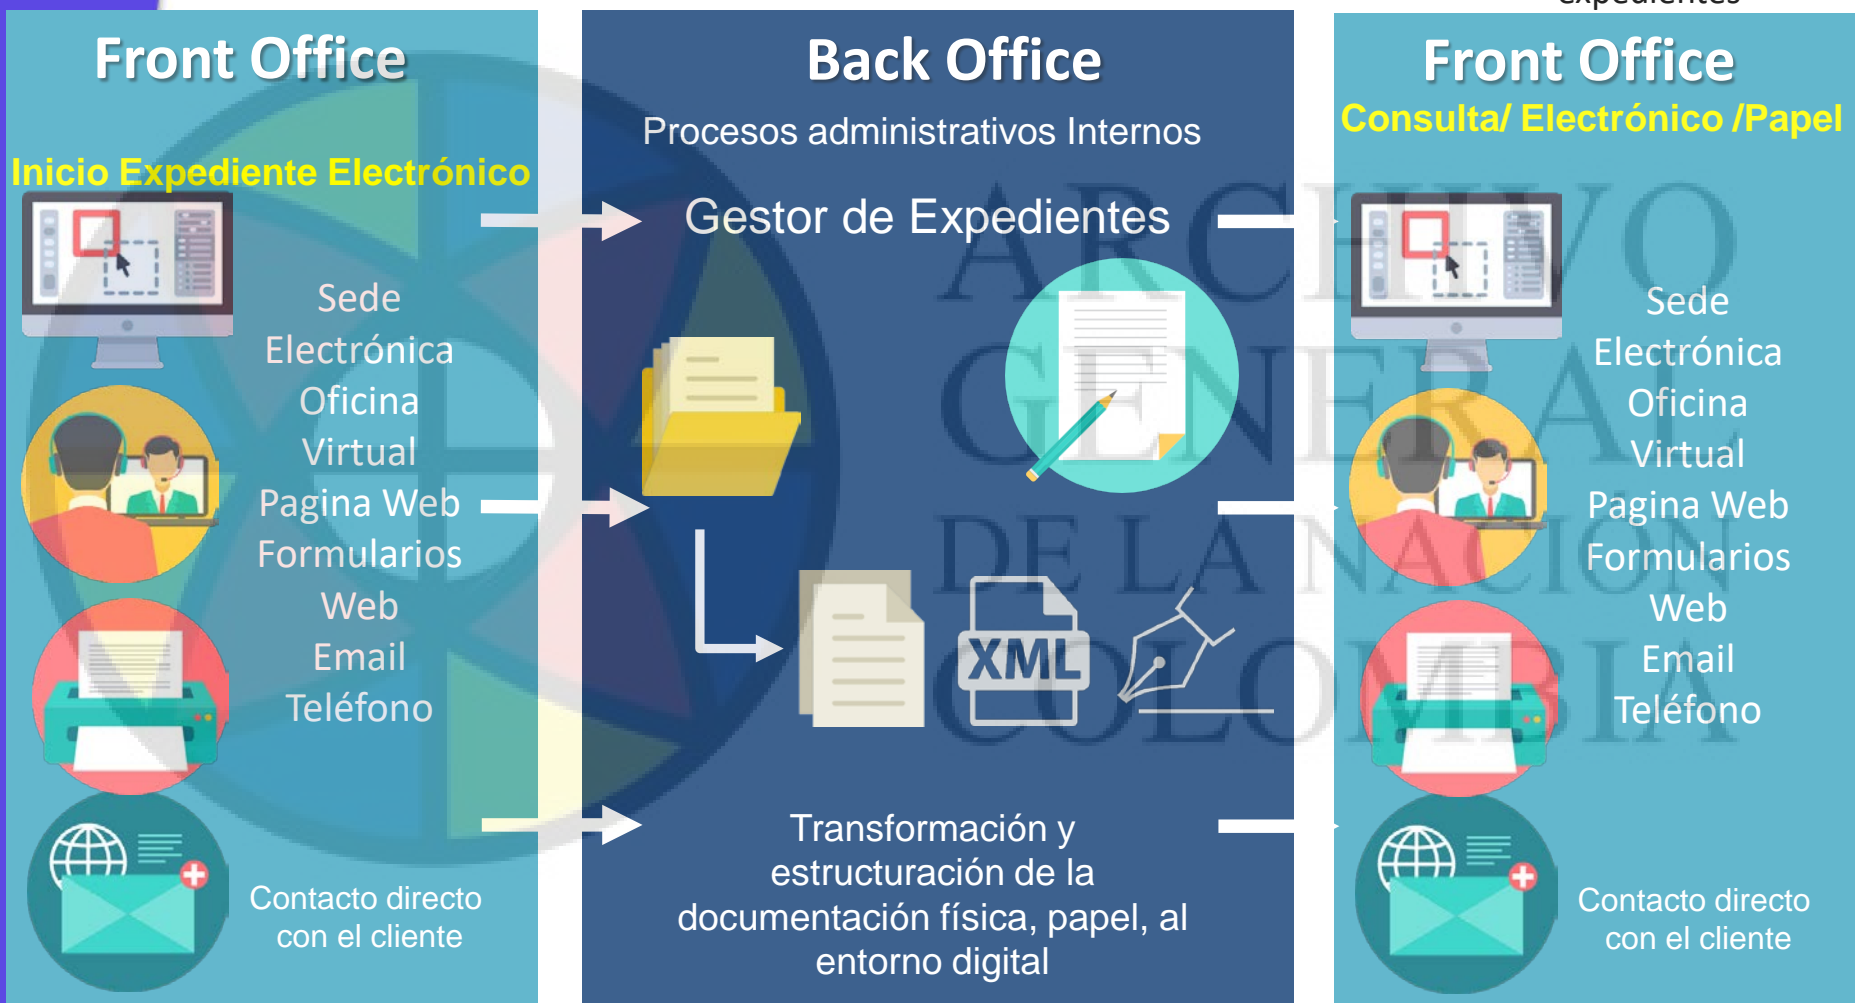 expedientes
Front Office
Inicio Expediente Electrónico
Sede
Electrónica
Oficina
Virtual
Pagina Web
Formularios
Web
Email
Teléfono
Contacto directo
con el cliente
Back Office
Procesos administrativos Internos
Gestor de Expedientes
XML
Transformación y
estructuración de la
documentación física, papel, al
entorno digital
Front Office
Consulta/ Electrónico /Papel
Sede
Electrónica
Oficina
Virtual
Pagina Web
Formularios
Web
Email
Teléfono
Contacto directo
con el cliente
ARCHIVO
GENERAL
DE LA NACIÓN
COLOMBIA